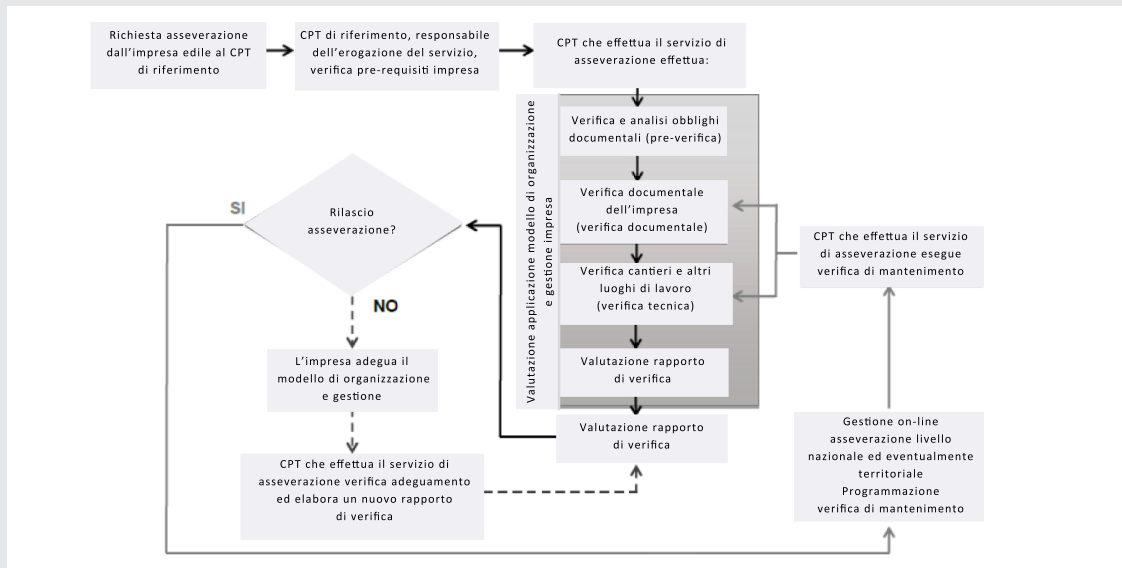 Richiesta asseverazione
dall’impresa edile al CPT
di riferimento
CPT di riferimento, responsabile
dell’erogazione del servizio,
verifica pre-requisiti impresa
CPT che effettua il servizio di
asseverazione effettua:
Valutazione applicazione modello di organizzazione
e gestione impresa
Verifica e analisi obblighi
documentali (pre-verifica)
Verifica documentale
dell’impresa
(verifica documentale)
Verifica cantieri e altri
luoghi di lavoro
(verifica tecnica)
Valutazione rapporto
di verifica
Valutazione rapporto
di verifica
Rilascio
asseverazione?
SI
NO
L’impresa adegua il
modello di organizzazione
e gestione
CPT che effettua il servizio di
asseverazione verifica adeguamento
ed elabora un nuovo rapporto
di verifica
CPT che effettua il servizio
di asseverazione esegue
verifica di mantenimento
Gestione on-line
asseverazione livello
nazionale ed eventualmente
territoriale
Programmazione
verifica di mantenimento